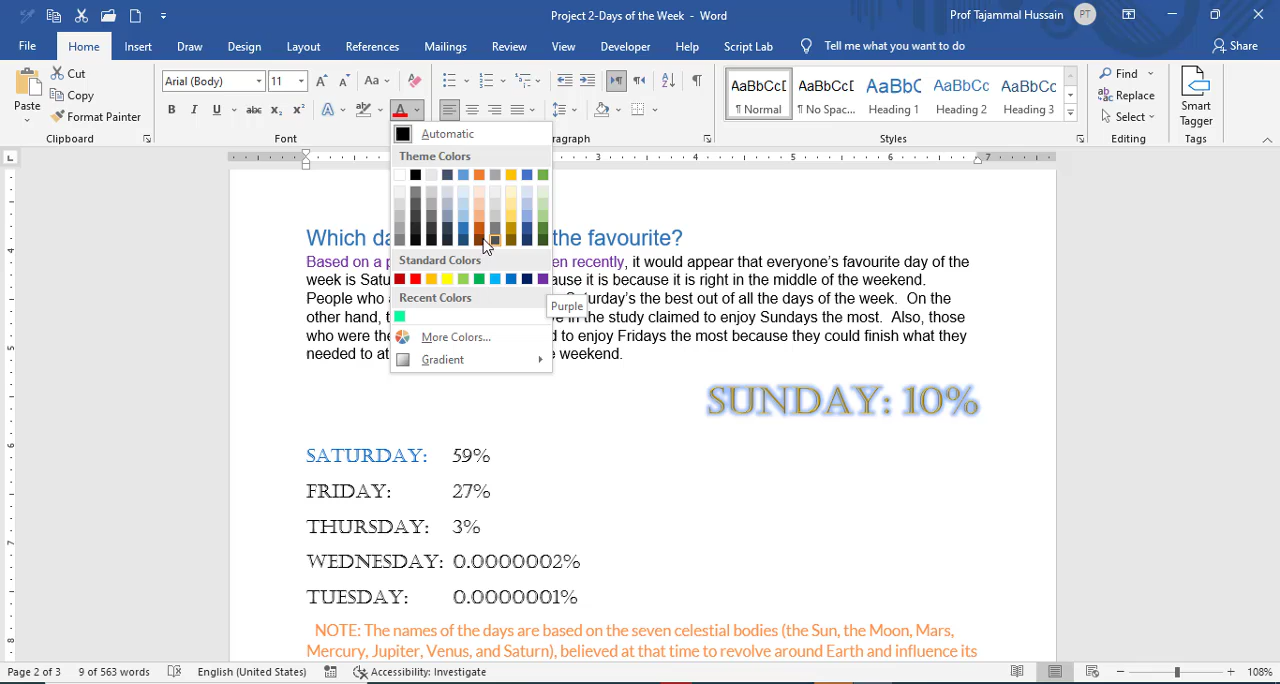 Project 2-Days of the Week - Word
Prof Tajammal Hussain PT
File Home Insert Draw Design Layout References Mailings Review View Developer Help Script Lab Tell me what you want to do Share
Paste
Cut
Copy
Format Painter
Clipboard
Arial (Body) 11
Font
Automatic
Theme Colors
Standard Colors
Recent Colors
More Colors...
Gradient
Purple
aragraph
AaBbCc[ ¶ Normal
AaBbCc[ ¶ No Spac...
AaBbC Heading 1
AaBbCc Heading 2
AaBbCc Heading 3
Styles
Find
Replace
Select
Editing
Smart Tagger
Tags
3 4 5 6 7
Which da the favourite?
Based on a p en recently, it would appear that everyone's favourite day of the
week is Satu ause it is because it is right in the middle of the weekend.
People who Saturday's the best out of all the days of the week. On the
other hand, t e in the study claimed to enjoy Sundays the most. Also, those
who were the d to enjoy Fridays the most because they could finish what they
needed to at e weekend.
SUNDAY: 10%
SATURDAY: 59%
FRIDAY: 27%
THURSDAY: 3%
WEDNESDAY: 0.0000002%
TUESDAY: 0.0000001%
NOTE: The names of the days are based on the seven celestial bodies (the Sun, the Moon, Mars,
Mercury, Jupiter, Venus, and Saturn), believed at that time to revolve around Earth and influence its
Page 2 of 3 9 of 563 words English (United States) Accessibility: Investigate 108%